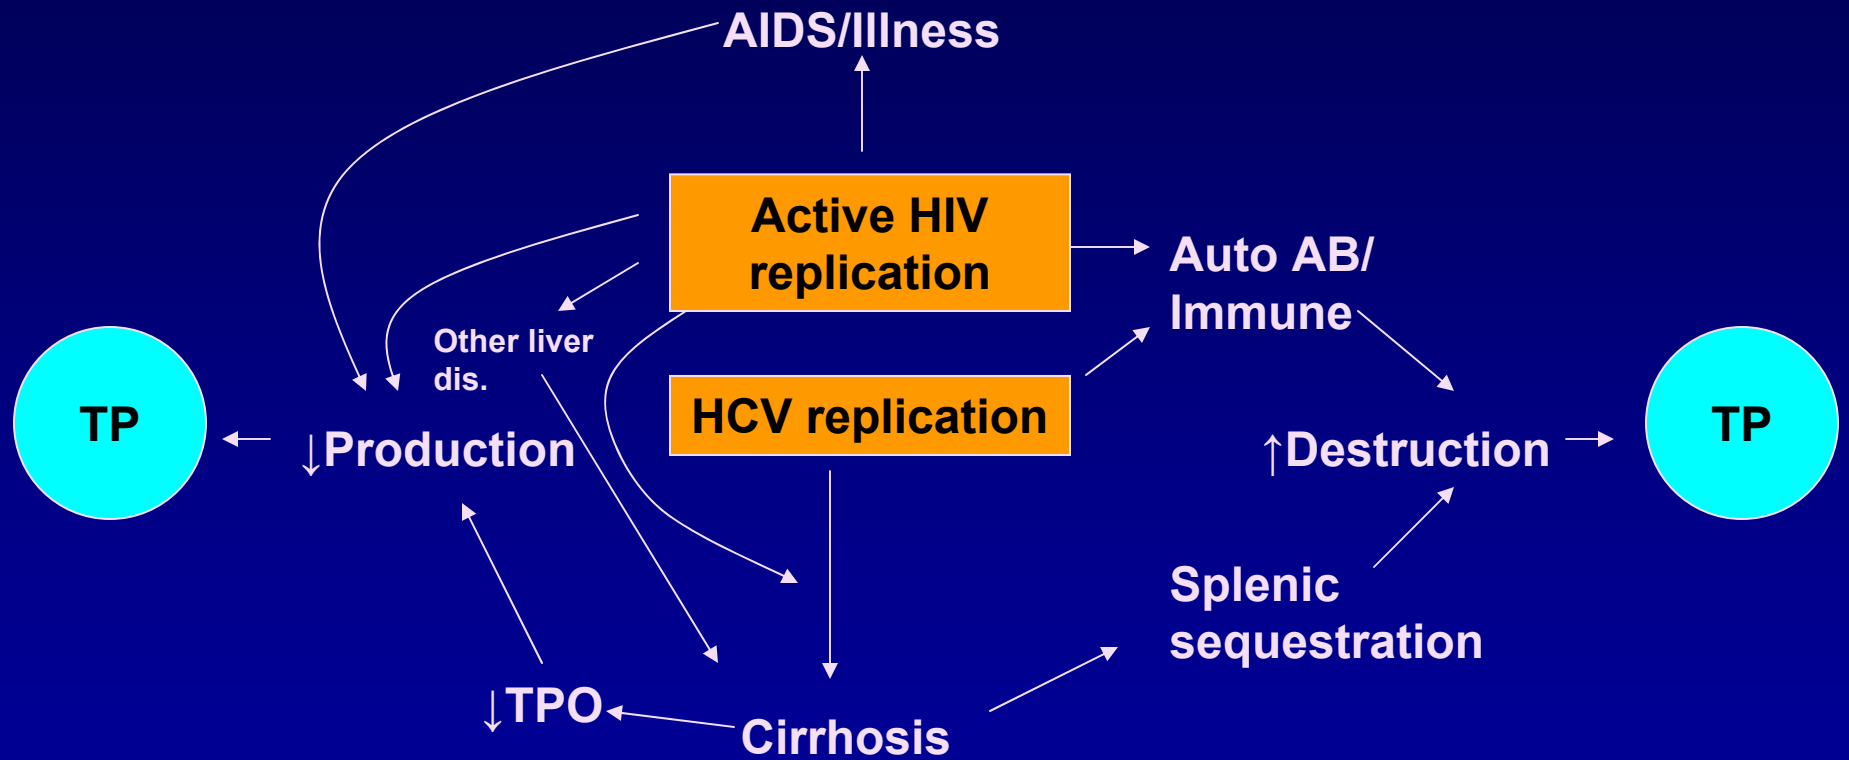 AIDS/Illness
Active HIV
replication
Auto AB/
Immune
Other liver
dis.
TP
↓Production
HCV replication
↑Destruction
TP
Splenic
sequestration
↓TPO
Cirrhosis